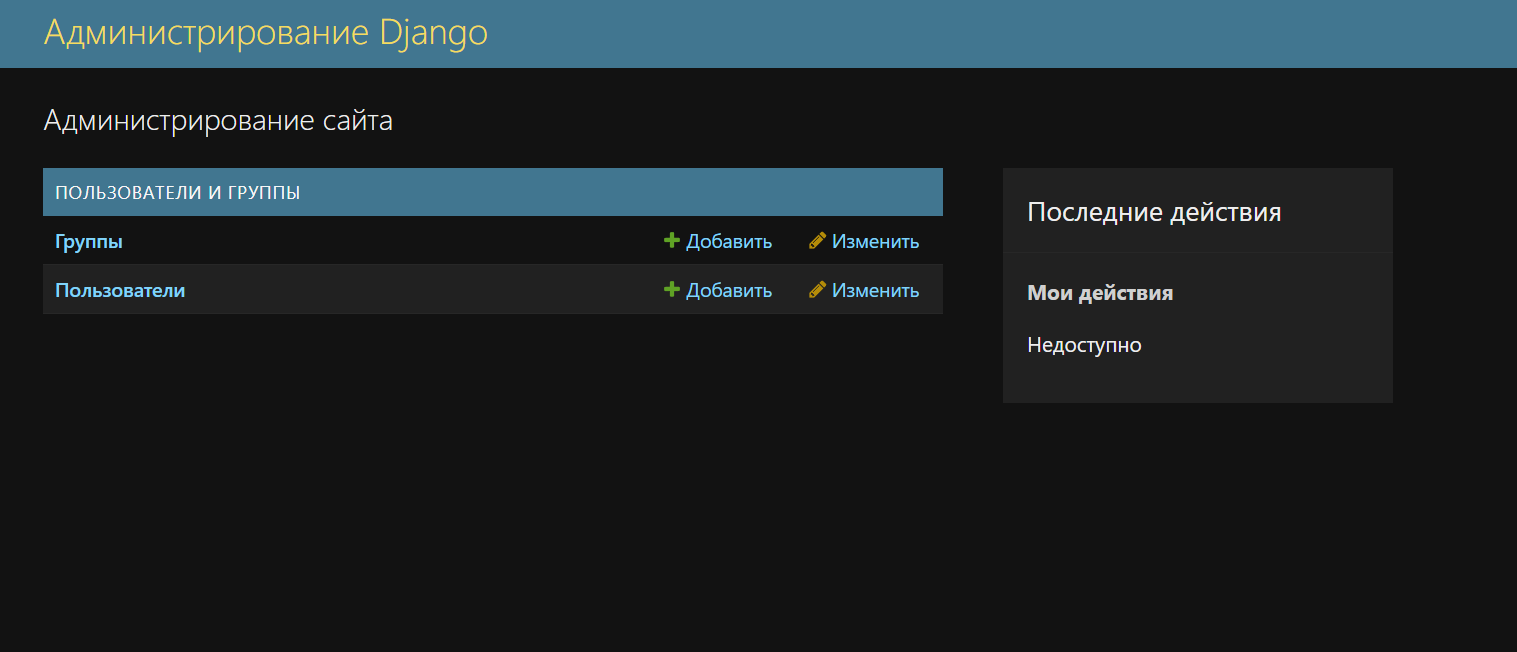 Администрирование Django
Администрирование сайта
ПОЛЬЗОВАТЕЛИ И ГРУППЫ
Группы Добавить Изменить
Пользователи Добавить Изменить
Последние действия
Мои действия
Недоступно